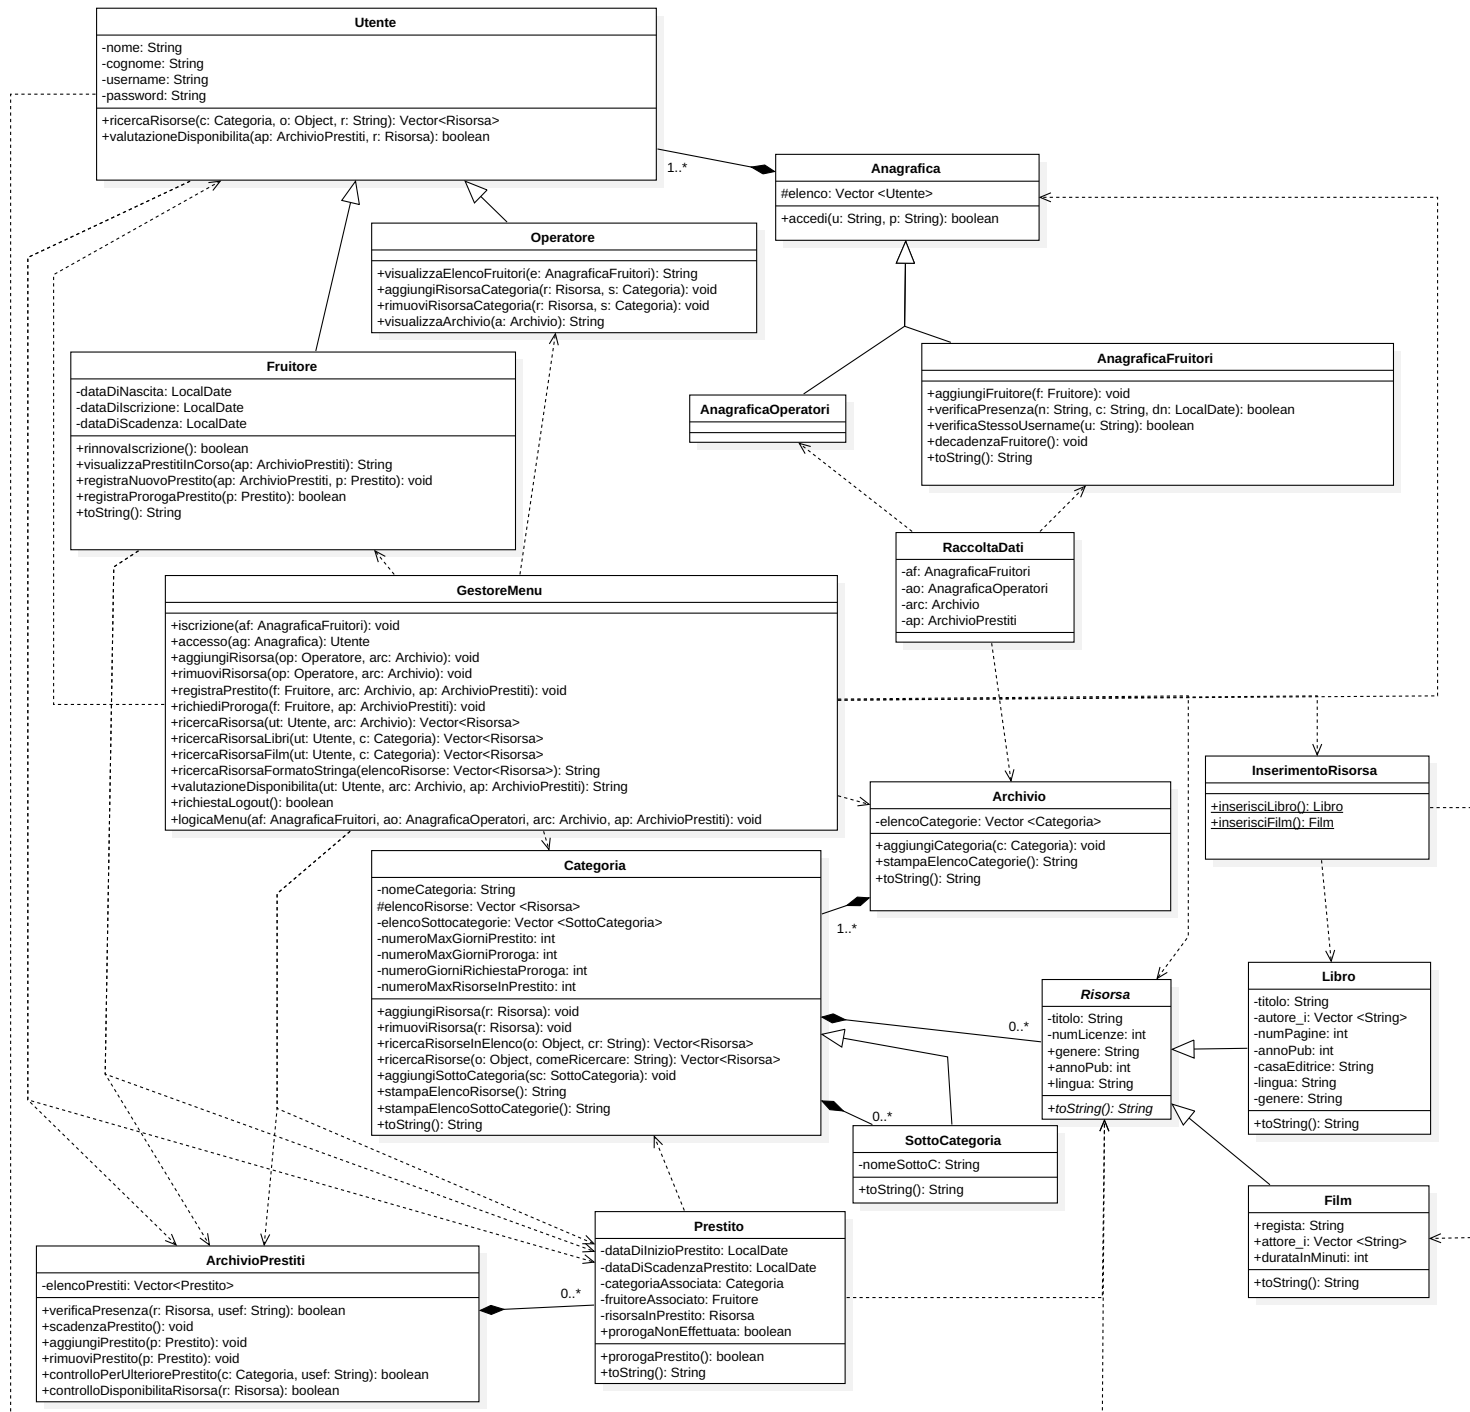 Utente
-nome: String
-cognome: String
-username: String
-password: String
+ricercaRisorse(c: Categoria, o: Object, r: String): Vector<Risorsa>
+valutazioneDisponibilita(ap: ArchivioPrestiti, r: Risorsa): boolean
1..*
Anagrafica
#elenco: Vector <Utente>
+accedi(u: String, p: String): boolean
Operatore
+visualizzaElencoFruitori(e: AnagraficaFruitori): String
+aggiungiRisorsaCategoria(r: Risorsa, s: Categoria): void
+rimuoviRisorsaCategoria(r: Risorsa, s: Categoria): void
+visualizzaArchivio(a: Archivio): String
Fruitore
-dataDiNascita: LocalDate
-dataDiIscrizione: LocalDate
-dataDiScadenza: LocalDate
+rinnovaIscrizione(): boolean
+visualizzaPrestitiInCorso(ap: ArchivioPrestiti): String
+registraNuovoPrestito(ap: ArchivioPrestiti, p: Prestito): void
+registraProrogaPrestito(p: Prestito): boolean
+toString(): String
AnagraficaOperatori
AnagraficaFruitori
+aggiungiFruitore(f: Fruitore): void
+verificaPresenza(n: String, c: String, dn: LocalDate): boolean
+verificaStessoUsername(u: String): boolean
+decadenzaFruitore(): void
+toString(): String
RaccoltaDati
-af: AnagraficaFruitori
-ao: AnagraficaOperatori
-arc: Archivio
-ap: ArchivioPrestiti
GestoreMenu
+iscrizione(af: AnagraficaFruitori): void
+accesso(ag: Anagrafica): Utente
+aggiungiRisorsa(op: Operatore, arc: Archivio): void
+rimuoviRisorsa(op: Operatore, arc: Archivio): void
+registraPrestito(f: Fruitore, arc: Archivio, ap: ArchivioPrestiti): void
+richiediProroga(f: Fruitore, ap: ArchivioPrestiti): void
+ricercaRisorsa(ut: Utente, arc: Archivio): Vector<Risorsa>
+ricercaRisorsaLibri(ut: Utente, c: Categoria): Vector<Risorsa>
+ricercaRisorsaFilm(ut: Utente, c: Categoria): Vector<Risorsa>
+ricercaRisorsaFormatoStringa(elencoRisorse: Vector<Risorsa>): String
+valutazioneDisponibilita(ut: Utente, arc: Archivio, ap: ArchivioPrestiti): String
+richiestaLogout(): boolean
+logicaMenu(af: AnagraficaFruitori, ao: AnagraficaOperatori, arc: Archivio, ap: ArchivioPrestiti): void
InserimentoRisorsa
+inserisciLibro(): Libro
+inserisciFilm(): Film
Archivio
-elencoCategorie: Vector <Categoria>
+aggiungiCategoria(c: Categoria): void
+stampaElencoCategorie(): String
+toString(): String
1..*
Categoria
-nomeCategoria: String
#elencoRisorse: Vector <Risorsa>
-elencoSottocategorie: Vector <SottoCategoria>
-numeroMaxGiorniPrestito: int
-numeroMaxGiorniProroga: int
-numeroGiorniRichiestaProroga: int
-numeroMaxRisorseInPrestito: int
+aggiungiRisorsa(r: Risorsa): void
+rimuoviRisorsa(r: Risorsa): void
+ricercaRisorseInElenco(o: Object, cr: String): Vector<Risorsa>
+ricercaRisorse(o: Object, comeRicercare: String): Vector<Risorsa>
+aggiungiSottoCategoria(sc: SottoCategoria): void
+stampaElencoRisorse(): String
+stampaElencoSottoCategorie(): String
+toString(): String
0..*
0..*
Risorsa
-titolo: String
-numLicenze: int
+genere: String
+annoPub: int
+lingua: String
+toString(): String
Libro
-titolo: String
-autore_i: Vector <String>
-numPagine: int
-annoPub: int
-casaEditrice: String
-lingua: String
-genere: String
+toString(): String
SottoCategoria
-nomeSottoC: String
+toString(): String
Film
+regista: String
+attore_i: Vector <String>
+durataInMinuti: int
+toString(): String
Prestito
-dataDiInizioPrestito: LocalDate
-dataDiScadenzaPrestito: LocalDate
-categoriaAssociata: Categoria
-fruitoreAssociato: Fruitore
-risorsaInPrestito: Risorsa
+prorogaNonEffettuata: boolean
+prorogaPrestito(): boolean
+toString(): String
0..*
ArchivioPrestiti
-elencoPrestiti: Vector<Prestito>
+verificaPresenza(r: Risorsa, usef: String): boolean
+scadenzaPrestito(): void
+aggiungiPrestito(p: Prestito): void
+rimuoviPrestito(p: Prestito): void
+controlloPerUlteriorePrestito(c: Categoria, usef: String): boolean
+controlloDisponibilitaRisorsa(r: Risorsa): boolean